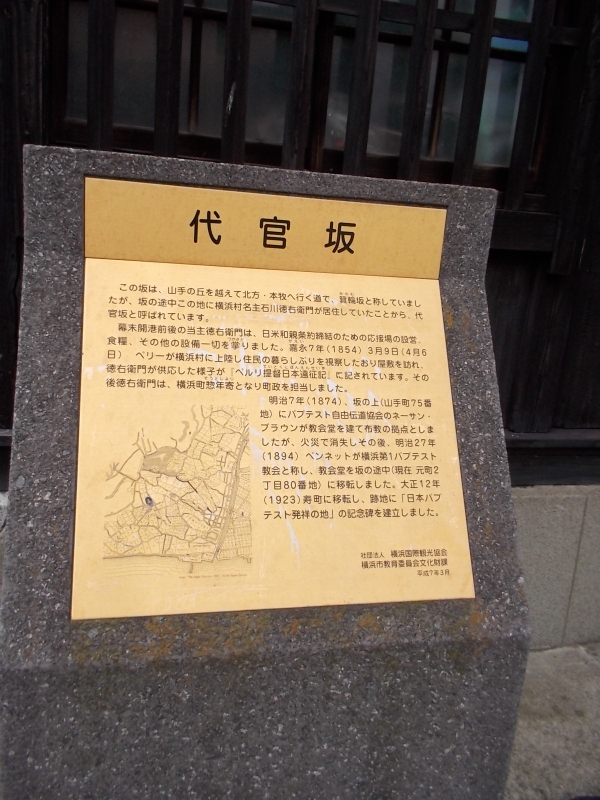 代官坂
この坂は、山手の丘を越えて北方・本牧へ行く道で、箕輪坂と称していまし
たが、坂の途中この地に横浜村名主石川徳右衛門が居住していたことから、代
官坂と呼ばれています。
幕末開港前後の当主徳右衛門は、日米和親条約締結のための応接場の設営、
食糧、その他の設備一切を掌りました。嘉永7年(1854)3月9日(4月6
日) ペリーが横浜村に上陸し住民の暮らしぶりを視察したおり屋敷を訪れ、
徳右衛門が供応した様子が『ペルリ提督日本遠征記』に記されています。その
後徳右衛門は、横浜町惣年寄となり町政を担当しました。
明治7年(1874)、坂の上(山手町75番
地)にバプテスト自由伝道協会のネーサン・
ブラウンが教会堂を建て布教の拠点としま
したが、火災で消失しその後、明治27年
(1894) ベンネットが横浜第1バプテスト
教会と称し、教会堂を坂の途中(現在 元町2
丁目80番地)に移転しました。大正12年
(1923)寿町に移転し、跡地に「日本バプ
テスト発祥の地」の記念碑を建立しました。
社団法人 横浜国際観光協会
横浜市教育委員会文化財課
平成7年3月